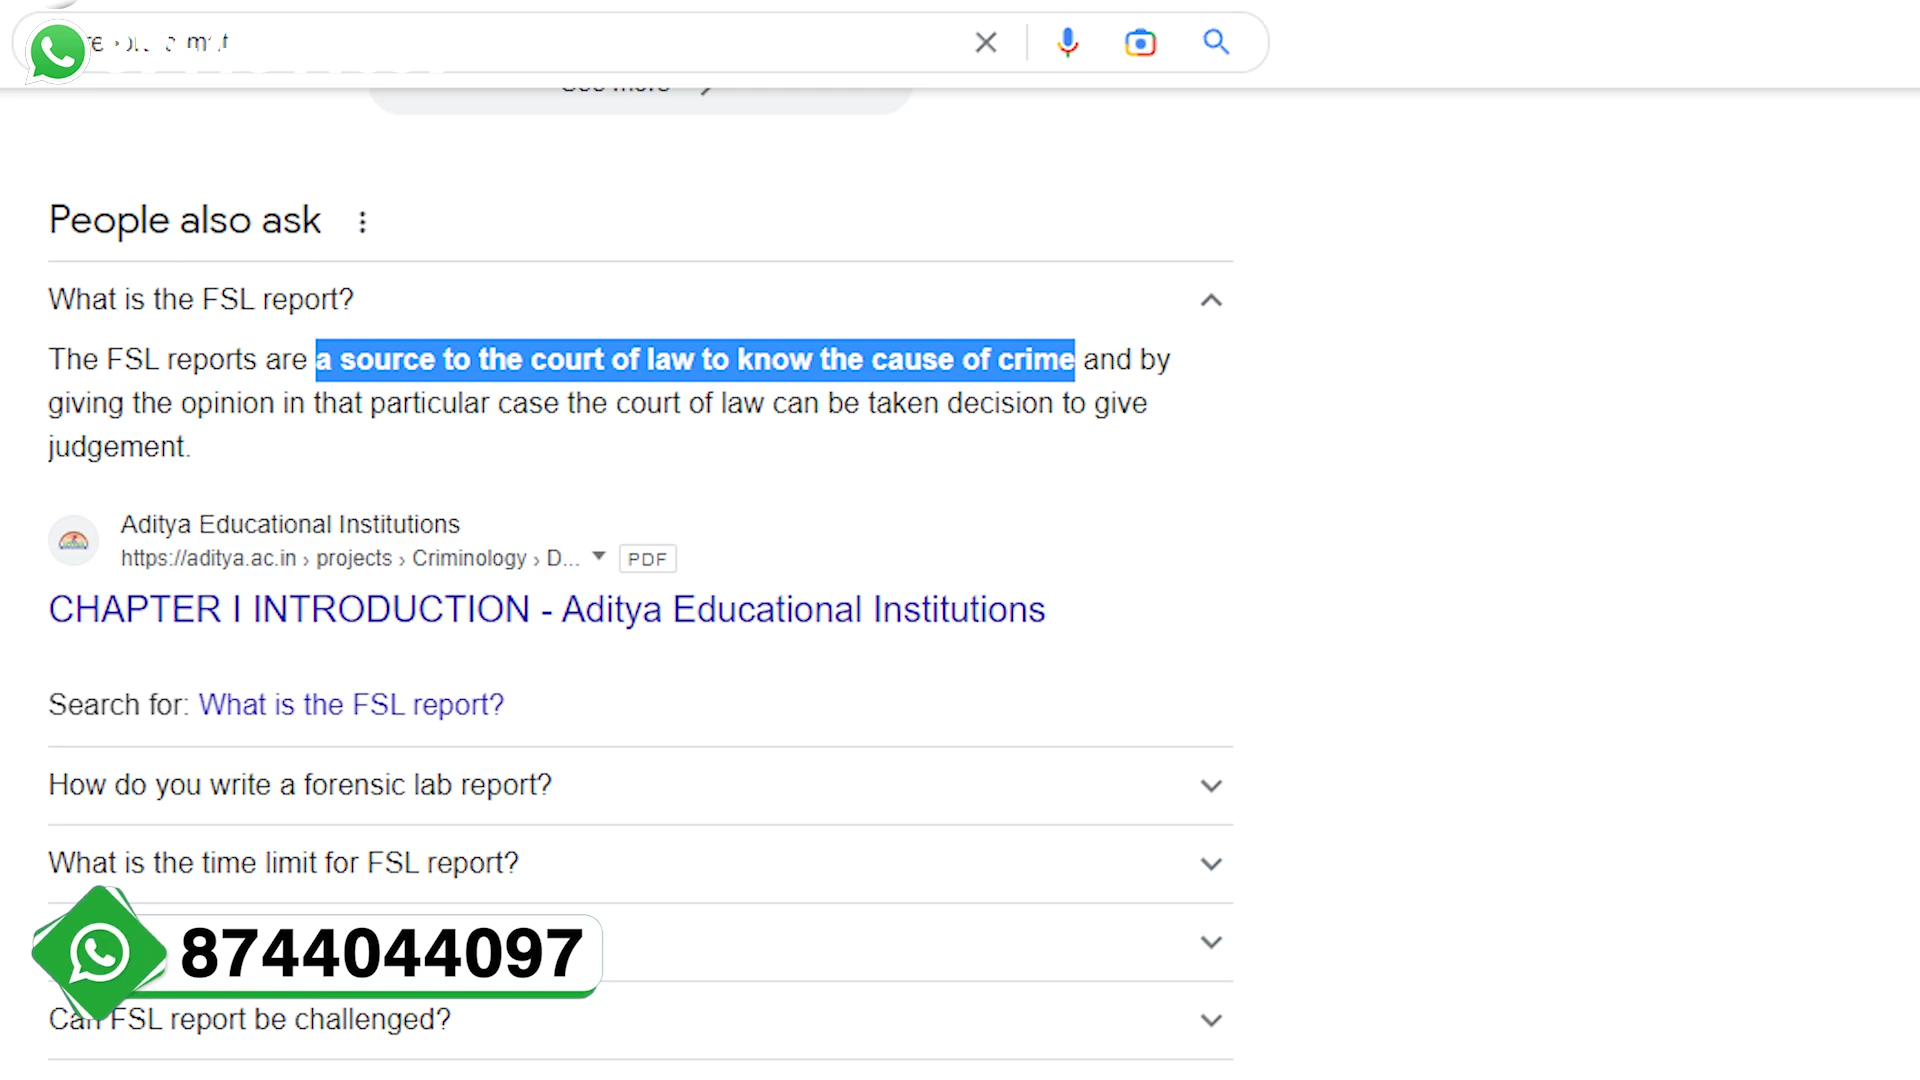 People also ask
What is the FSL report?
The FSL reports are a source to the court of law to know the cause of crime and by
giving the opinion in that particular case the court of law can be taken decision to give
judgement.
Aditya Educational Institutions
https://aditya.ac.in › projects › Criminology › D... PDF
CHAPTER I INTRODUCTION - Aditya Educational Institutions
Search for: What is the FSL report?
How do you write a forensic lab report?
What is the time limit for FSL report?
8744044097
Can FSL report be challenged?